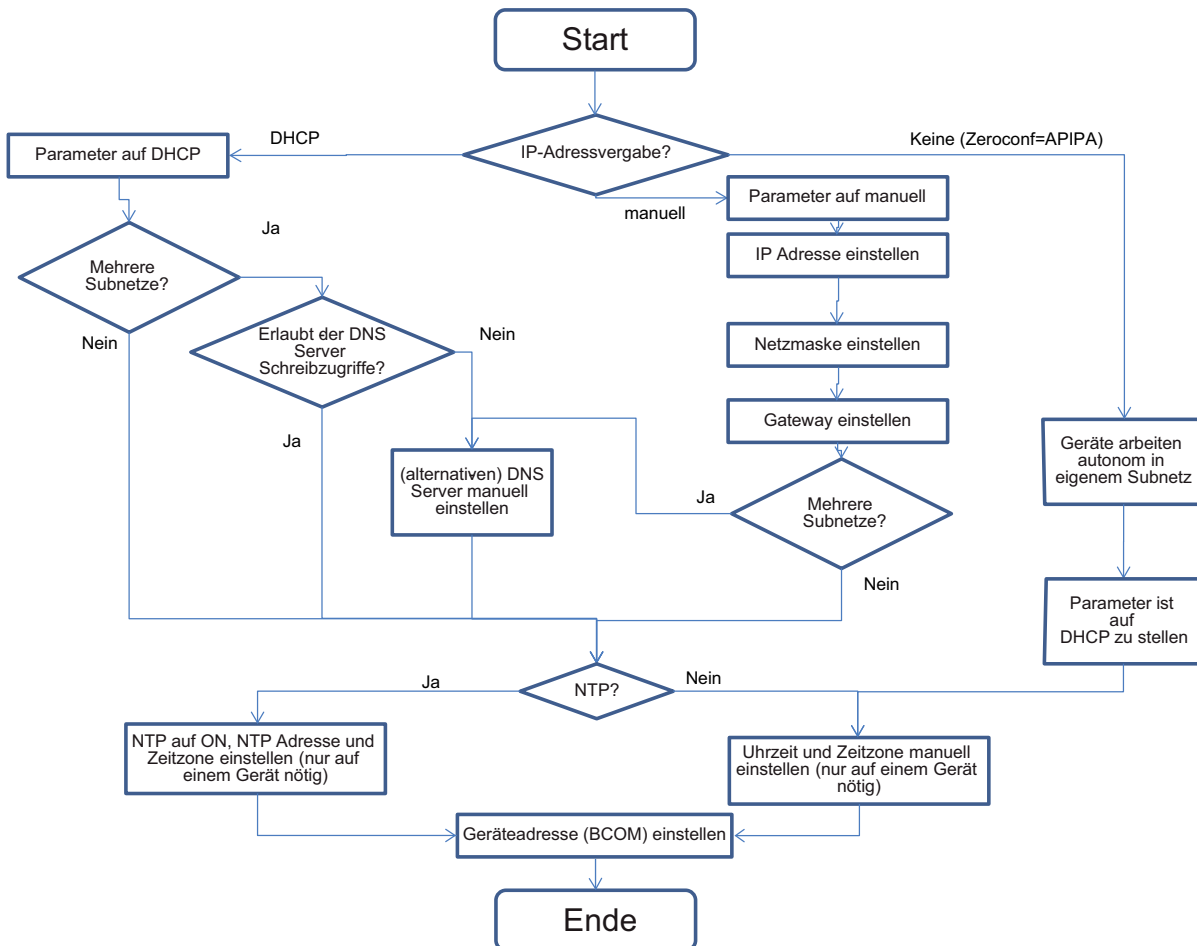 Start
DHCP
IP-Adressvergabe?
Keine (Zeroconf=APIPA)
Parameter auf DHCP
manuell
Parameter auf manuell
Ja
Mehrere
Subnetze?
IP Adresse einstellen
Nein
Erlaubt der DNS
Server
Schreibzugriffe?
Nein
Netzmaske einstellen
Ja
Gateway einstellen
Geräte arbeiten
autonom in
eigenem Subnetz
(alternativen) DNS
Server manuell
einstellen
Ja
Mehrere
Subnetze?
Nein
Parameter ist
auf
DHCP zu stellen
Ja
NTP?
Nein
NTP auf ON, NTP Adresse und
Zeitzone einstellen (nur auf
einem Gerät nötig)
Uhrzeit und Zeitzone manuell
einstellen (nur auf einem Gerät
nötig)
Geräteadresse (BCOM) einstellen
Ende